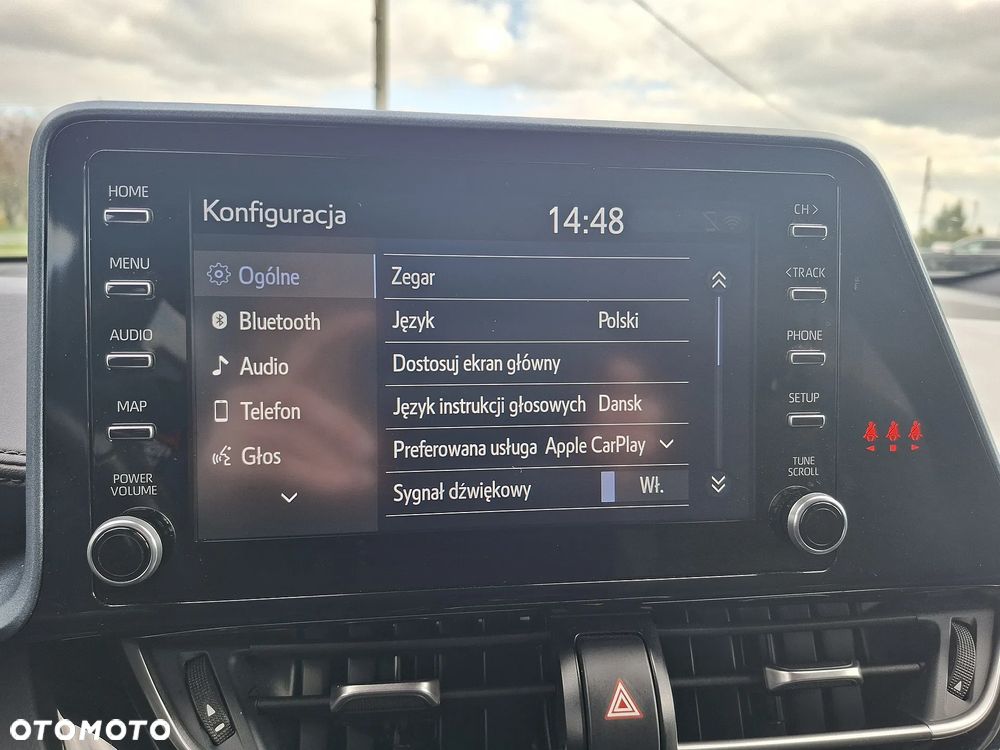 HOME
MENU
AUDIO
MAP
POWER
VOLUME
Konfiguracja
14:48
Ogólne
Bluetooth
Audio
Telefon
Głos
Zegar
Język Polski
Dostosuj ekran główny
Język instrukcji głosowych Dansk
Preferowana usługa Apple CarPlay
Sygnał dźwiękowy Wł.
CH >
< TRACK
PHONE
SETUP
TUNE
SCROLL
OTOMOTO